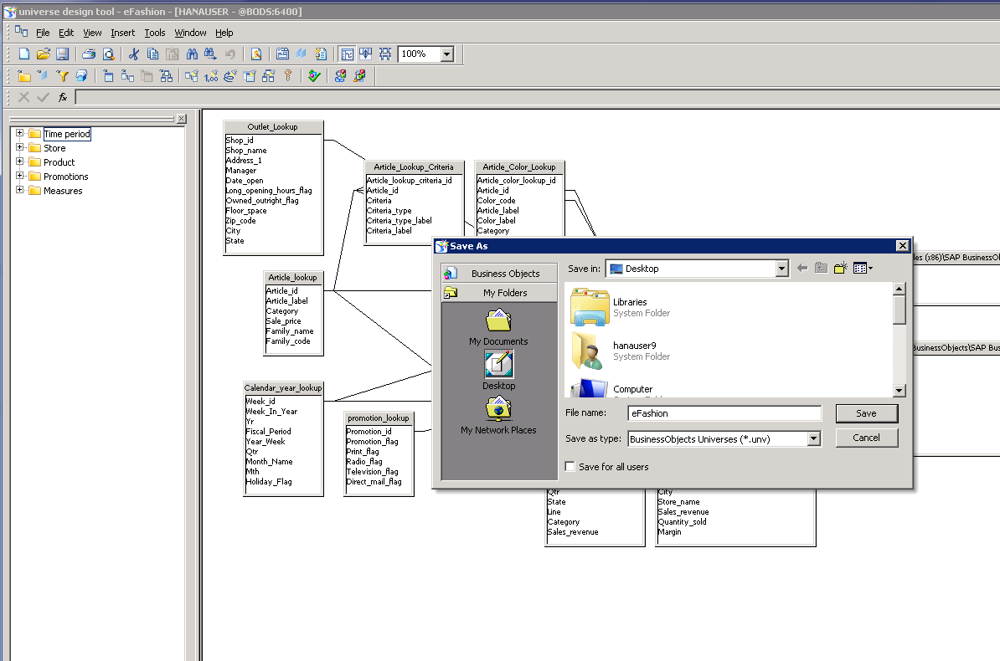 universe design tool - eFashion - [HANAUSER - @BODS:6400]
File Edit View Insert Tools Window Help
100%
fx
Time period
Store
Product
Promotions
Measures
Outlet_Lookup
Shop_id
Shop_name
Address_1
Manager
Date_open
Long_opening_hours_flag
Owned_outright_flag
Floor_space
Zip_code
City
State
Article_Lookup_Criteria
Article_lookup_criteria_id
Article_id
Criteria
Criteria_type
Criteria_type_label
Criteria_label
Article_Color_Lookup
Article_color_lookup_id
Article_id
Color_code
Article_label
Color_label
Category
Article_lookup
Article_id
Article_label
Category
Sale_price
Family_name
Family_code
Calendar_year_lookup
Week_id
Week_In_Year
Yr
Fiscal_Period
Year_Week
Qtr
Month_Name
Mth
Holiday_Flag
promotion_lookup
Promotion_id
Promotion_flag
Print_flag
Radio_flag
Television_flag
Direct_mail_flag
Save As
Business Objects
My Folders
My Documents
Desktop
My Network Places
Save in: Desktop
Libraries
System Folder
hanauser9
System Folder
Computer
File name: eFashion Save
Save as type: BusinessObjects Universes (*.unv) Cancel
Save for all users
(x86)\SAP BusinessOb
BusinessObjects\SAP Bus
Qtr
State
Line
Category
Sales_revenue
City
Store_name
Sales_revenue
Quantity_sold
Margin